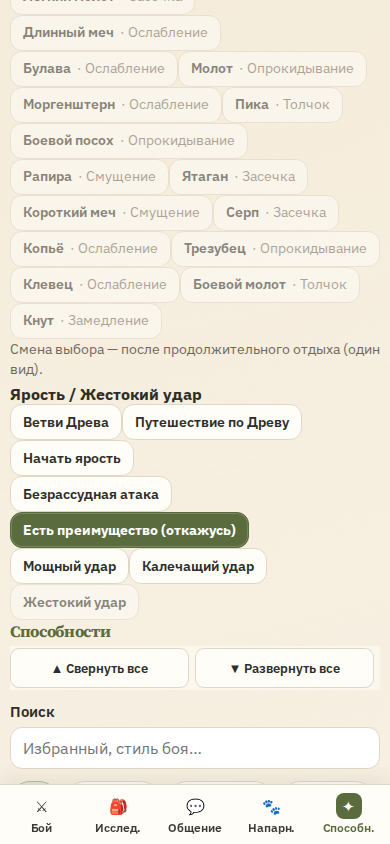 Длинный меч · Ослабление
Булава · Ослабление Молот · Опрокидывание
Моргенштерн · Ослабление Пика · Толчок
Боевой посох · Опрокидывание
Рапира · Смущение Ятаган · Засечка
Короткий меч · Смущение Серп · Засечка
Копьё · Ослабление Трезубец · Опрокидывание
Клевец · Ослабление Боевой молот · Толчок
Кнут · Замедление
Смена выбора — после продолжительного отдыха (один
вид).
Ярость / Жестокий удар
Ветви Древа Путешествие по Древу
Начать ярость
Безрассудная атака
Есть преимущество (откажусь)
Мощный удар Калечащий удар
Жестокий удар
Способности
▲ Свернуть все ▼ Развернуть все
Поиск
Избранный, стиль боя...
Бой Исслед. Общение Напарн. Способн.